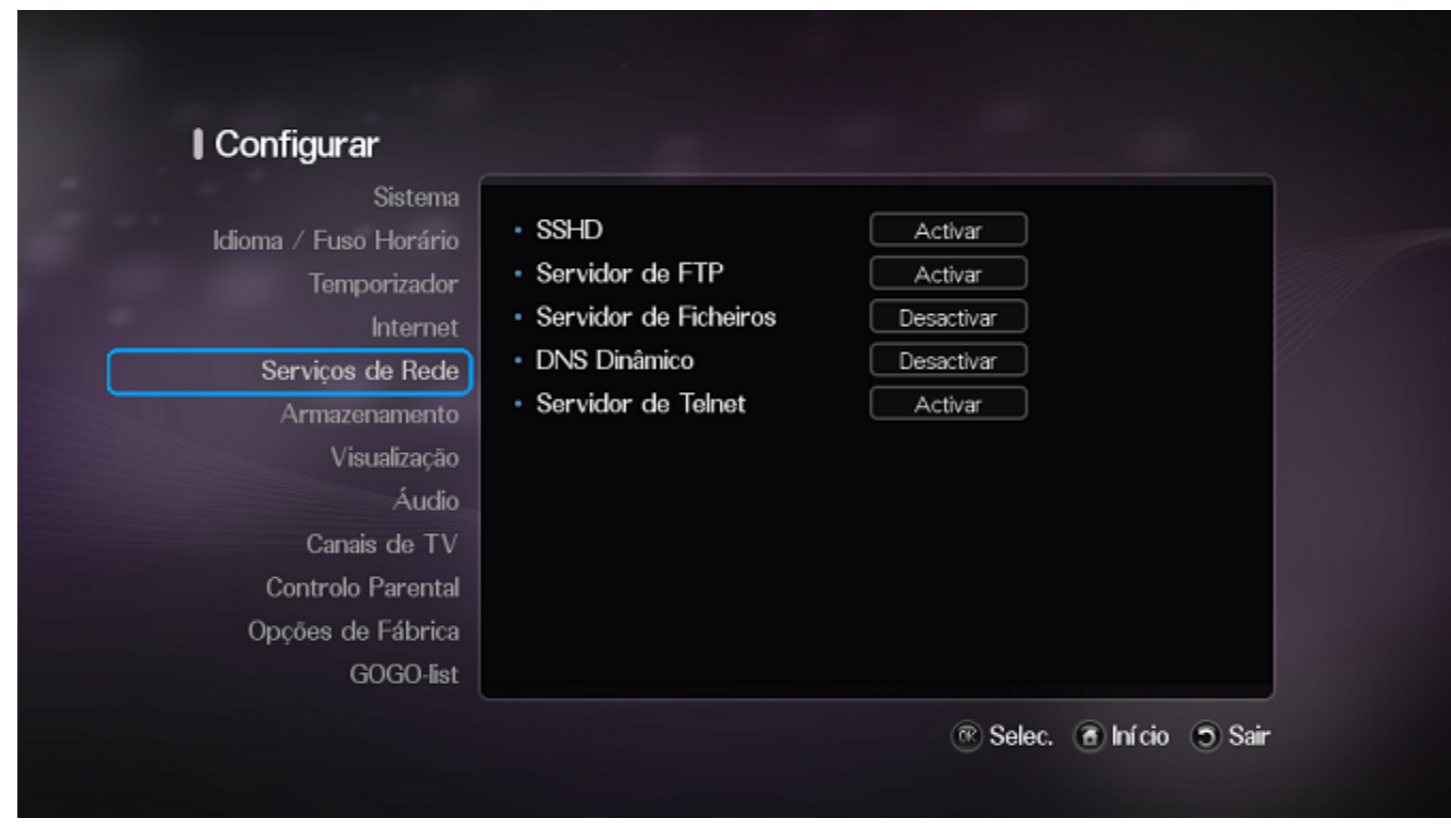 Configurar
Sistema
Idioma / Fuso Horário
Temporizador
Internet
Serviços de Rede
Armazenamento
Visualização
Áudio
Canais de TV
Controlo Parental
Opções de Fábrica
GOGO-list
• SSHD Activar
• Servidor de FTP Activar
• Servidor de Ficheiros Desactivar
• DNS Dinâmico Desactivar
• Servidor de Telnet Activar
OK Selec. Início Sair